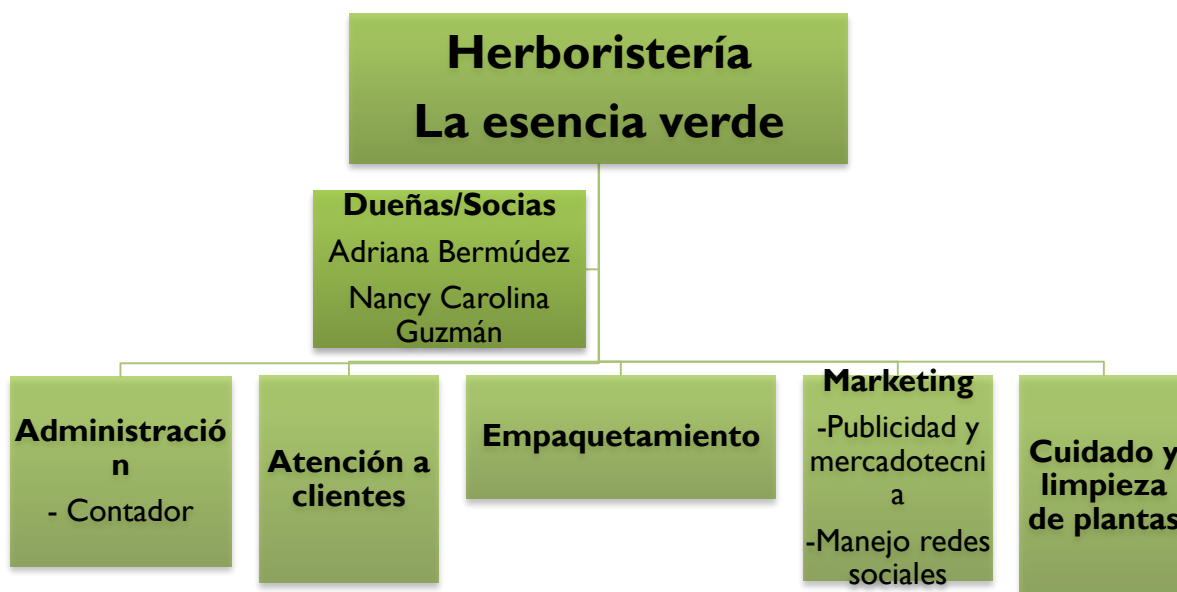 Herboristería
La esencia verde
Dueñas/Socias
Adriana Bermúdez
Nancy Carolina
Guzmán
Administració
n
- Contador
Atención a
clientes
Empaquetamiento
Marketing
-Publicidad y
mercadotecni
a
-Manejo redes
sociales
Cuidado y
limpieza
de plantas